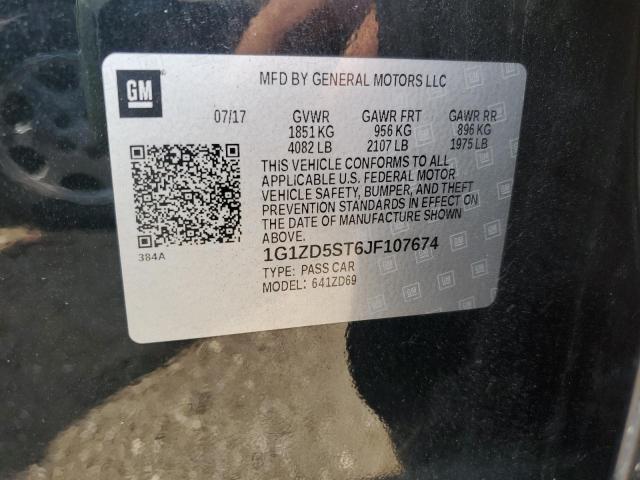 GM
MFD BY GENERAL MOTORS LLC
07/17 GVWR GAWR FRT GAWR RR
1851 KG 956 KG 896 KG
4082 LB 2107 LB 1975 LB
THIS VEHICLE CONFORMS TO ALL
APPLICABLE U.S. FEDERAL MOTOR
VEHICLE SAFETY, BUMPER, AND THEFT
PREVENTION STANDARDS IN EFFECT ON
THE DATE OF MANUFACTURE SHOWN
ABOVE.
384A
1G1ZD5ST6JF107674
TYPE: PASS CAR
MODEL: 641ZD69